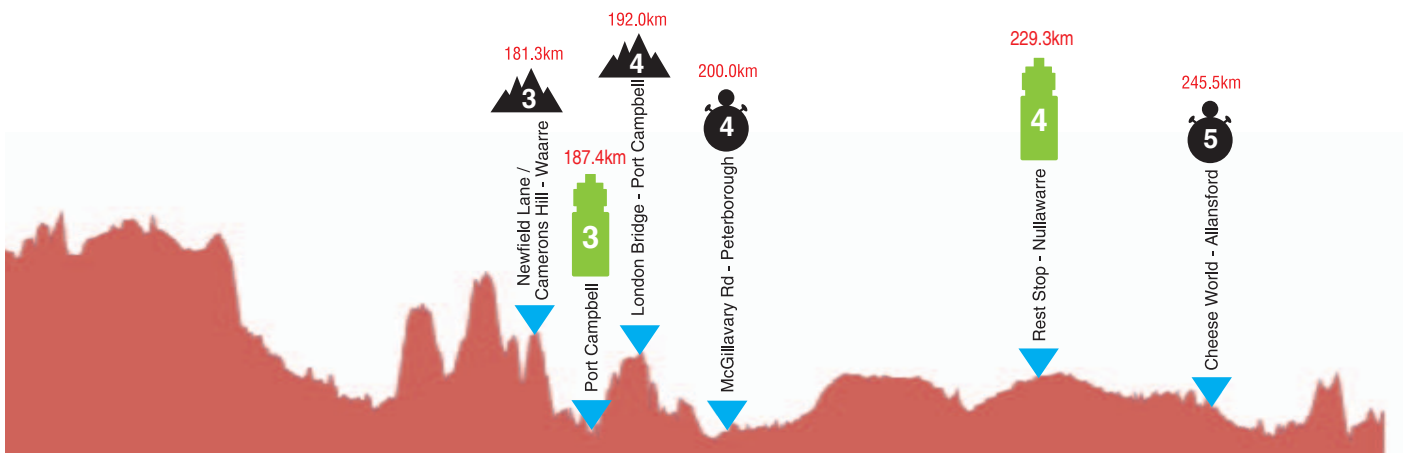 181.3km
3
Newfield Lane /
Camerons Hill - Waarre
187.4km
3
Port Campbell
192.0km
4
London Bridge - Port Campbell
200.0km
4
McGillavary Rd - Peterborough
229.3km
4
Rest Stop - Nullawarre
245.5km
5
Cheese World - Allansford